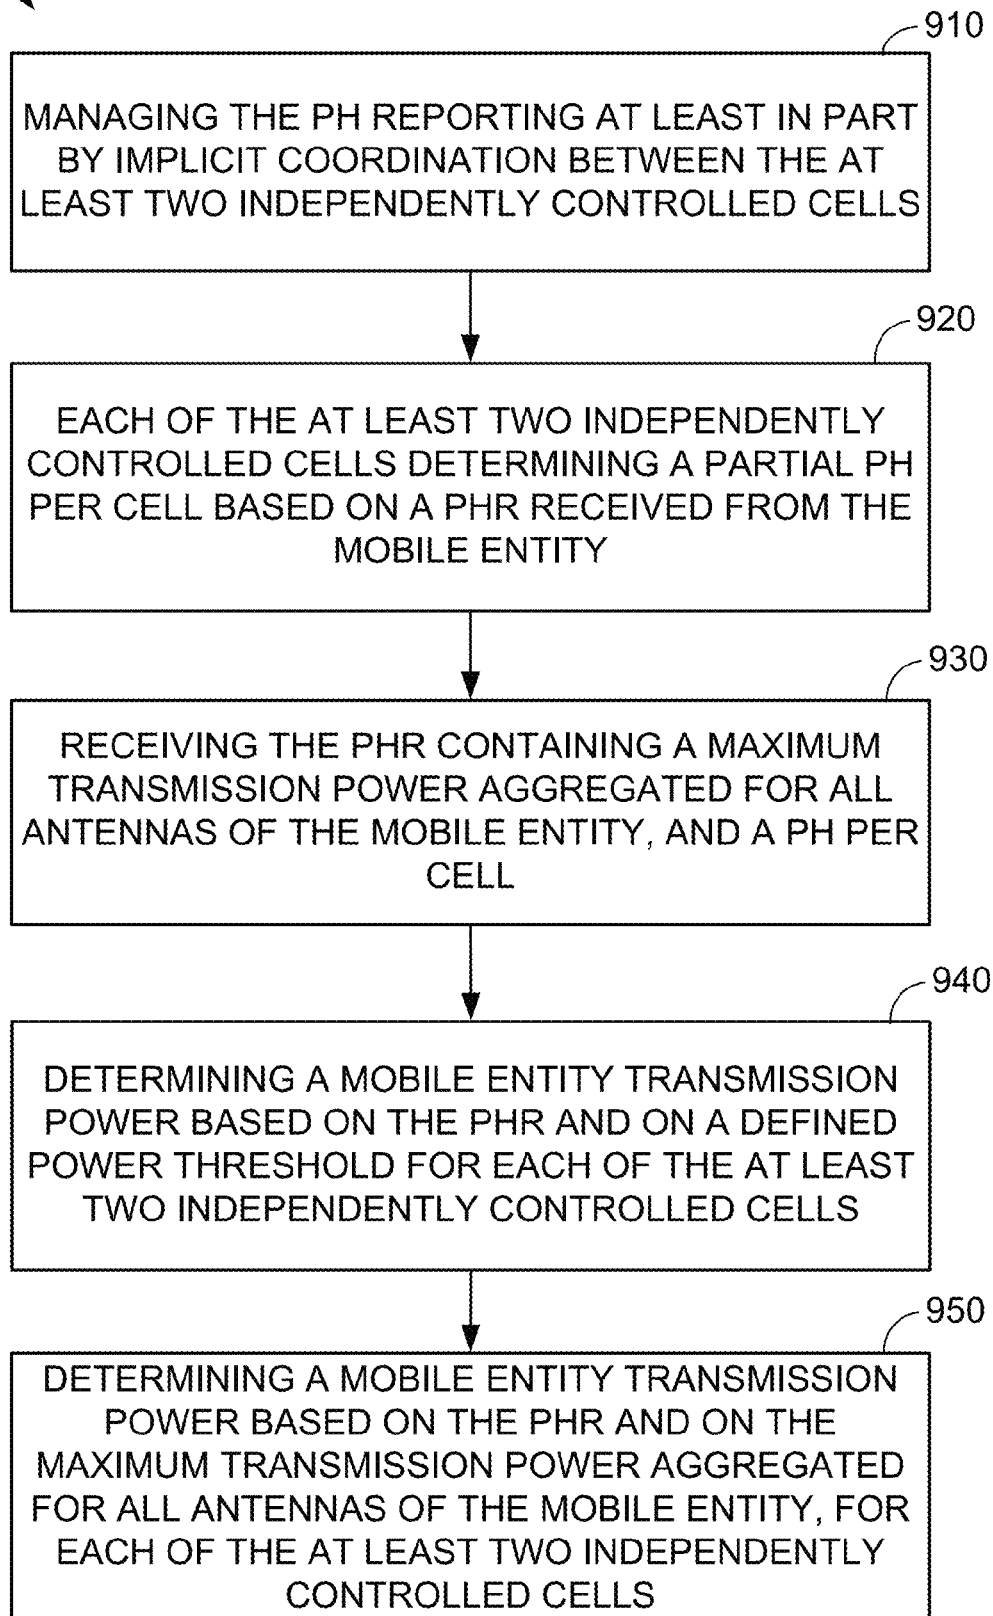 910
MANAGING THE PH REPORTING AT LEAST IN PART
BY IMPLICIT COORDINATION BETWEEN THE AT
LEAST TWO INDEPENDENTLY CONTROLLED CELLS
920
EACH OF THE AT LEAST TWO INDEPENDENTLY
CONTROLLED CELLS DETERMINING A PARTIAL PH
PER CELL BASED ON A PHR RECEIVED FROM THE
MOBILE ENTITY
930
RECEIVING THE PHR CONTAINING A MAXIMUM
TRANSMISSION POWER AGGREGATED FOR ALL
ANTENNAS OF THE MOBILE ENTITY, AND A PH PER
CELL
940
DETERMINING A MOBILE ENTITY TRANSMISSION
POWER BASED ON THE PHR AND ON A DEFINED
POWER THRESHOLD FOR EACH OF THE AT LEAST
TWO INDEPENDENTLY CONTROLLED CELLS
950
DETERMINING A MOBILE ENTITY TRANSMISSION
POWER BASED ON THE PHR AND ON THE
MAXIMUM TRANSMISSION POWER AGGREGATED
FOR ALL ANTENNAS OF THE MOBILE ENTITY, FOR
EACH OF THE AT LEAST TWO INDEPENDENTLY
CONTROLLED CELLS